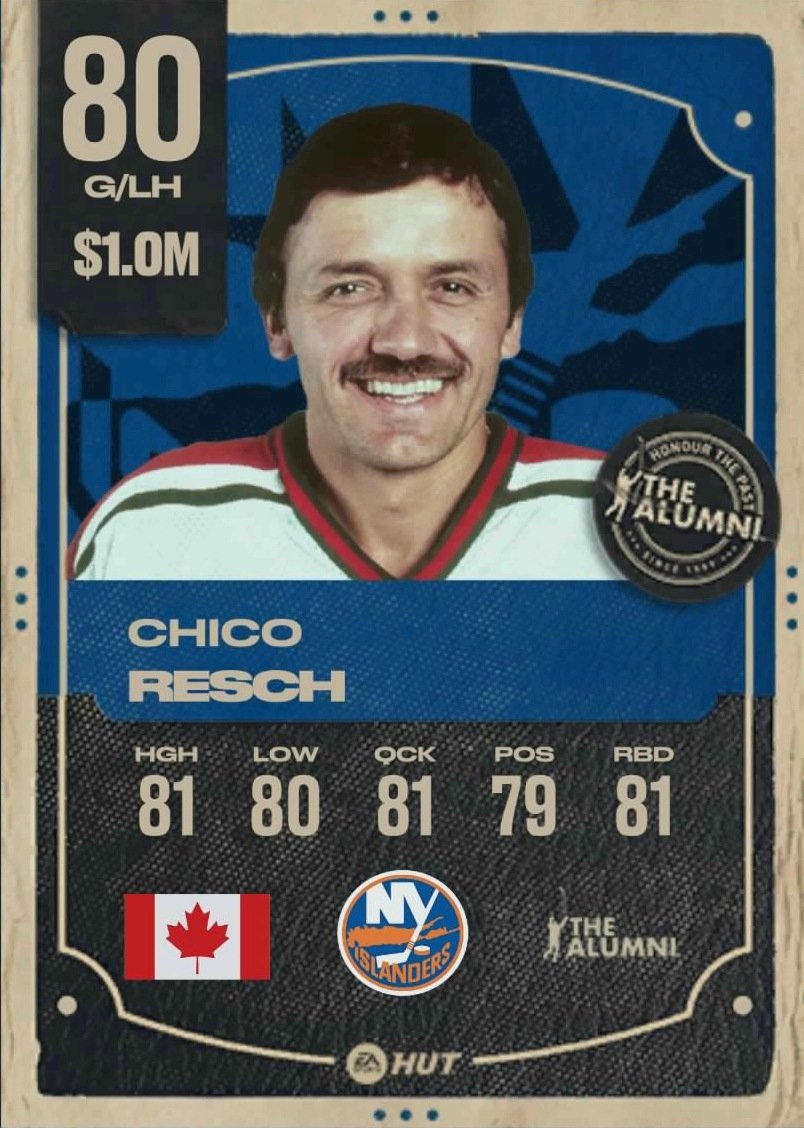 80
G/LH
$1.0M
HONOUR THE PAST
THE
ALUMNI
CHICO
RESCH
HGH LOW QCK POS RBD
81 80 81 79 81
NY
ISLANDERS
THE
ALUMNI
EA HUT